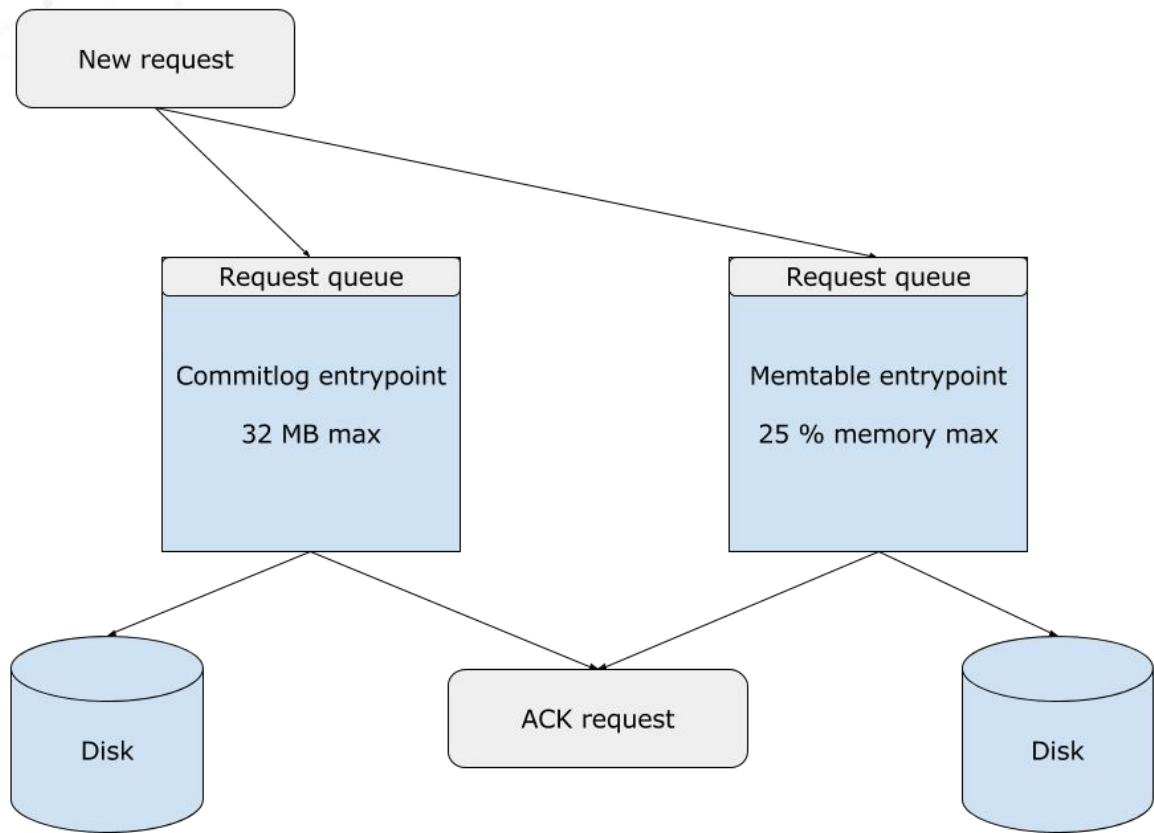 New request
Request queue
Request queue
Commitlog entrypoint
Memtable entrypoint
32 MB max
25 % memory max
Disk
ACK request
Disk